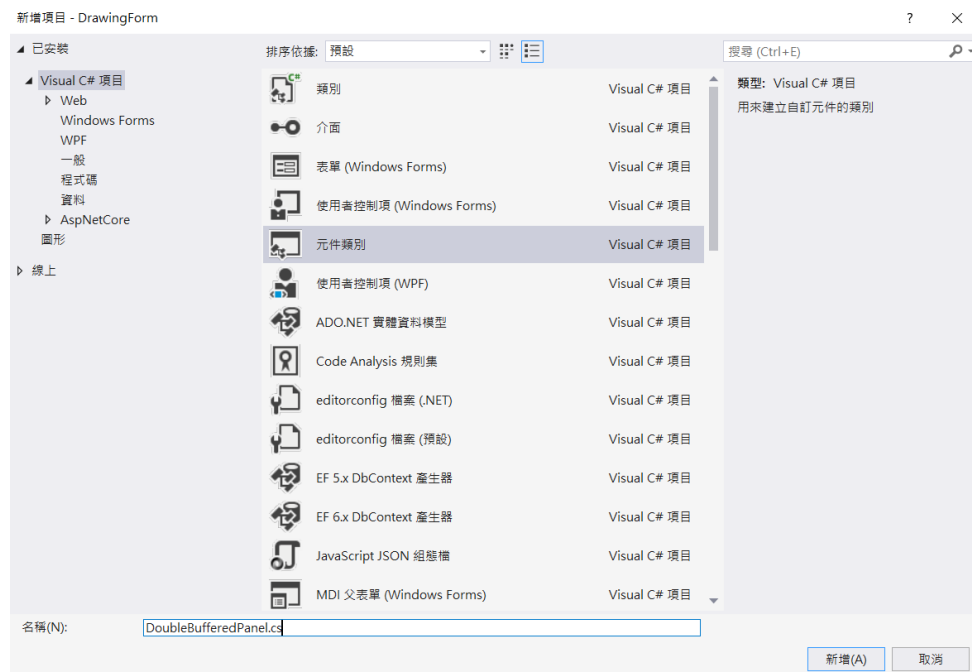 新增項目 - DrawingForm
?
已安裝
排序依據: 預設
搜尋 (Ctrl+E)
Visual C# 項目
Web
Windows Forms
WPF
一般
程式碼
資料
AspNetCore
圖形
線上
類別 Visual C# 項目
介面 Visual C# 項目
表單 (Windows Forms) Visual C# 項目
使用者控制項 (Windows Forms) Visual C# 項目
元件類別 Visual C# 項目
使用者控制項 (WPF) Visual C# 項目
ADO.NET 實體資料模型 Visual C# 項目
Code Analysis 規則集 Visual C# 項目
editorconfig 檔案 (.NET) Visual C# 項目
editorconfig 檔案 (預設) Visual C# 項目
EF 5.x DbContext 產生器 Visual C# 項目
EF 6.x DbContext 產生器 Visual C# 項目
JavaScript JSON 組態檔 Visual C# 項目
MDI 父表單 (Windows Forms) Visual C# 項目
類型: Visual C# 項目
用來建立自訂元件的類別
名稱(N): DoubleBufferedPanel.cs
新增(A) 取消